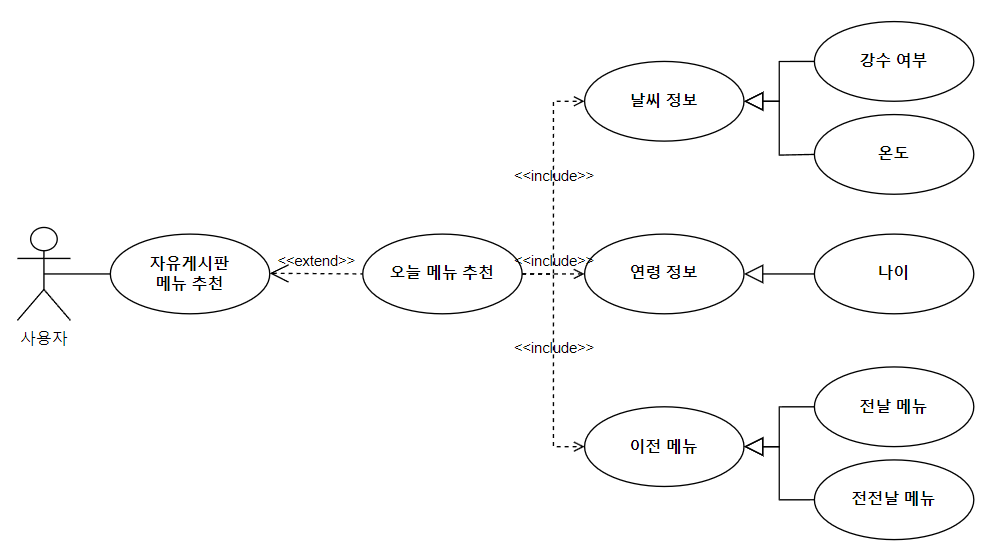 강수 여부
날씨 정보
온도
<<include>>
자유게시판
메뉴 추천
<<extend>>
오늘 메뉴 추천
<<include>>
연령 정보
나이
사용자
<<include>>
전날 메뉴
이전 메뉴
전전날 메뉴